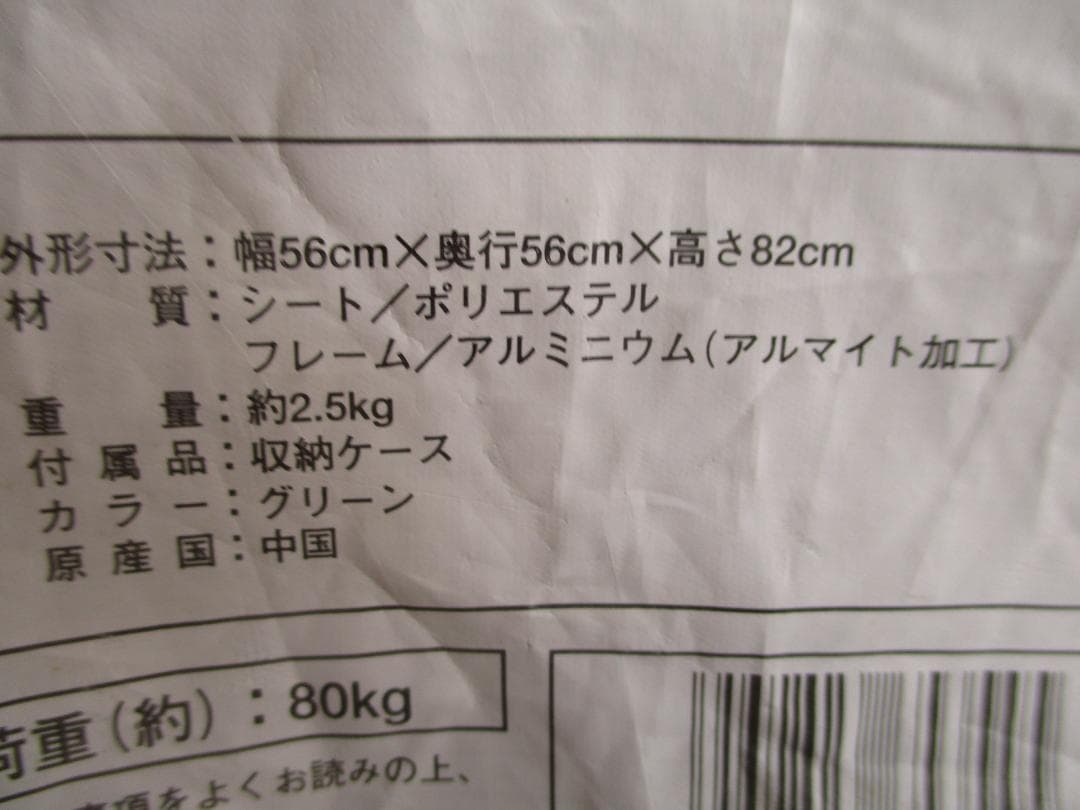 外形寸法：幅56cm×奥行56cm×高さ82cm
材　質：シート／ポリエステル
フレーム／アルミニウム(アルマイト加工)
重　量：約2.5kg
付属品：収納ケース
カラー：グリーン
原産国：中国
荷重(約)：80kg
事項をよくお読みの上、